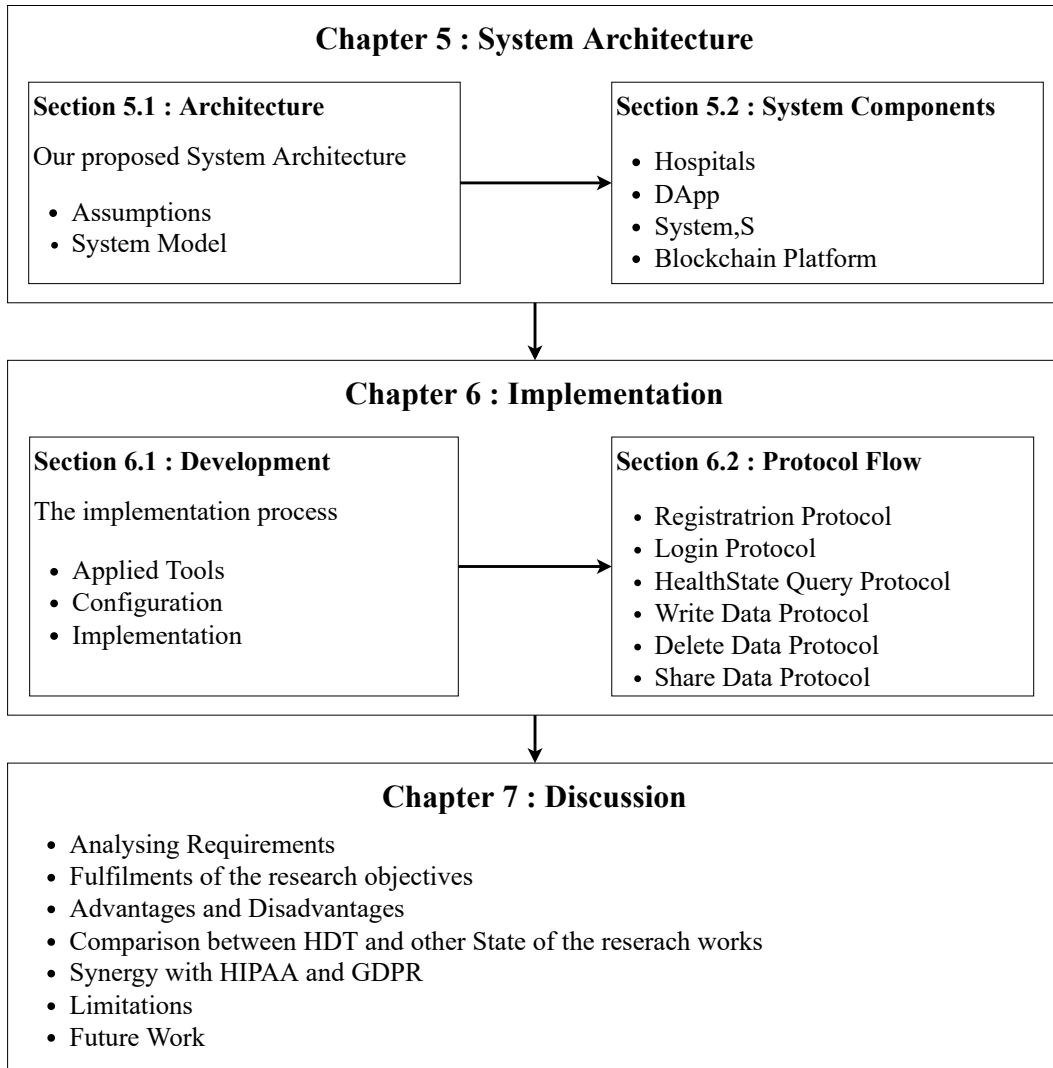 Chapter 5 : System Architecture
Section 5.1 : Architecture
Our proposed System Architecture
• Assumptions
• System Model
Section 5.2 : System Components
• Hospitals
• DApp
• System,S
• Blockchain Platform
Chapter 6 : Implementation
Section 6.1 : Development
The implementation process
• Applied Tools
• Configuration
• Implementation
Section 6.2 : Protocol Flow
• Registratrion Protocol
• Login Protocol
• HealthState Query Protocol
• Write Data Protocol
• Delete Data Protocol
• Share Data Protocol
Chapter 7 : Discussion
• Analysing Requirements
• Fulfilments of the research objectives
• Advantages and Disadvantages
• Comparison between HDT and other State of the reserach works
• Synergy with HIPAA and GDPR
• Limitations
• Future Work